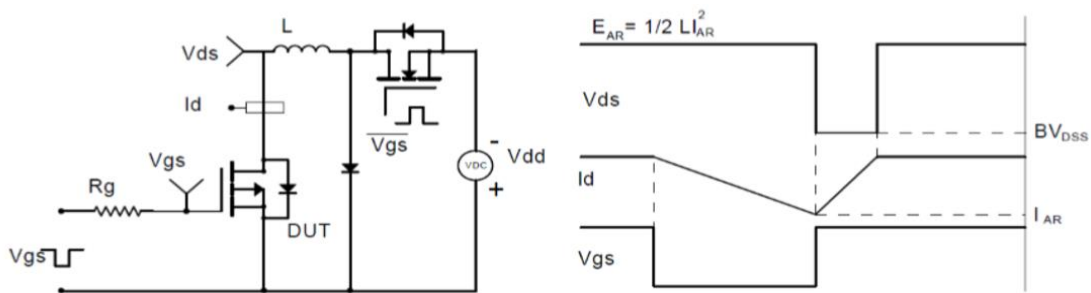 L
Vds
Id
Vgs
Vgs
Rg
DUT
Vgs
VDC
-
+
Vdd
E_AR = 1/2 LI_AR^2
Vds
BV_DSS
Id
I_AR
Vgs